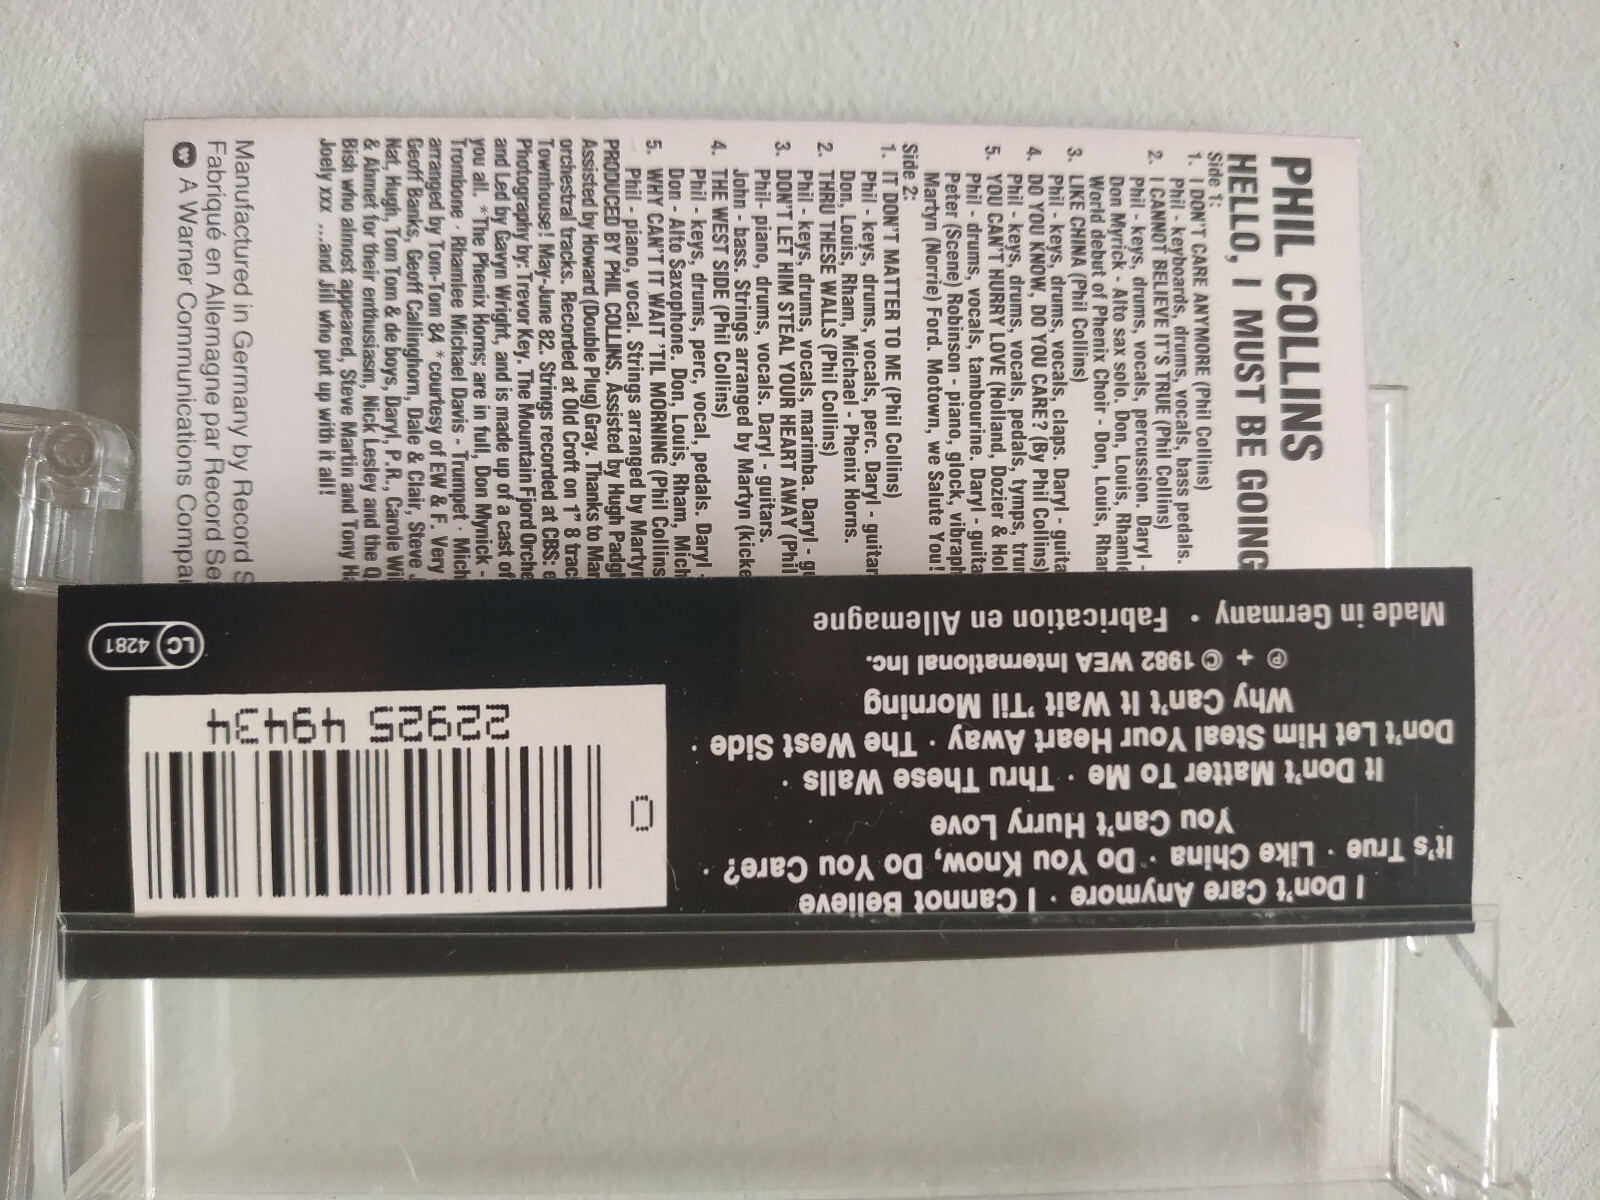 PHIL COLLINS
HELLO, I MUST BE GOING
Side 1:
1. I DON'T CARE ANYMORE (Phil Collins)
Phil - keyboards, drums, vocals, bass pedals.
2. I CANNOT BELIEVE IT'S TRUE (Phil Collins)
Phil - keys, drums, vocals, percussion. Daryl -
Don Myrick - Alto sax solo. Don, Louis, Rhamle
World debut of Phenix Choir - Don, Louis, Rham
3. LIKE CHINA (Phil Collins)
Phil - keys, drums, vocals, claps. Daryl - guita
4. DO YOU KNOW, DO YOU CARE? (By Phil Collins)
Phil - keys, drums, vocals, pedals, tymps, trum
5. YOU CAN'T HURRY LOVE (Holland, Dozier & Hol
Phil - drums, vocals, tambourine. Daryl - guita
Peter (Scene) Robinson - piano, glock, vibraph
Martyn (Morrie) Ford. Motown, we Salute You!
Side 2:
1. IT DON'T MATTER TO ME (Phil Collins)
Phil - keys, drums, vocals, perc. Daryl - guitar
Don, Louis, Rham, Michael - Phenix Horns.
2. THRU THESE WALLS (Phil Collins)
Phil - keys, drums, vocals, marimba. Daryl - gu
3. DON'T LET HIM STEAL YOUR HEART AWAY (Phil
Phil- piano, drums, vocals. Daryl - guitars.
John - bass. Strings arranged by Martyn (kicke
4. THE WEST SIDE (Phil Collins)
Phil - keys, drums, perc, vocal, pedals. Daryl -
Don - Alto Saxophone. Don, Louis, Rham, Mich
5. WHY CAN'T IT WAIT 'TIL MORNING (Phil Collins
Phil - piano, vocal. Strings arranged by Martyn
PRODUCED BY PHIL COLLINS, Assisted by Hugh Padgh
Assisted by Howard (Double Plug) Gray. Thanks to Mar
orchestral tracks. Recorded at Old Croft on 1" 8 trac
Townhouse! May-June 82. Strings recorded at CBS: e
Photography by: Trevor Key. The Mountain Fjord Orche
and Led by Gavyn Wright, and is made up of a cast of
you all. *The Phenix Horns; are in full, Don Myrick -
Trombone · Rhamlee Michael Davis - Trumpet · Mich
arranged by Tom-Tom 84 * courtesy of EW & F. Very
Geoff Banks, Geoff Callinghorn, Dale & Clair, Steve J
Nat, Hugh, Tom Tom & de boys, Daryl, P.R., Carole Wil
& Ahmet for their enthusiasm, Nick Lesley and the Q
Bish who almost appeared, Steve Martin and Tony Ha
Joely xxx ...and Jill who put up with it all!
Manufactured in Germany by Record S
Fabriqué en Allemagne par Record Se
A Warner Communications Compa
I Don't Care Anymore · I Cannot Believe
It's True · Like China · Do You Know, Do You Care? ·
You Can't Hurry Love
It Don't Matter To Me · Thru These Walls ·
Don't Let Him Steal Your Heart Away · The West Side ·
Why Can't It Wait 'Til Morning
℗ + © 1982 WEA International Inc.
Made in Germany · Fabrication en Allemagne
0
22925 49434
LC 4281